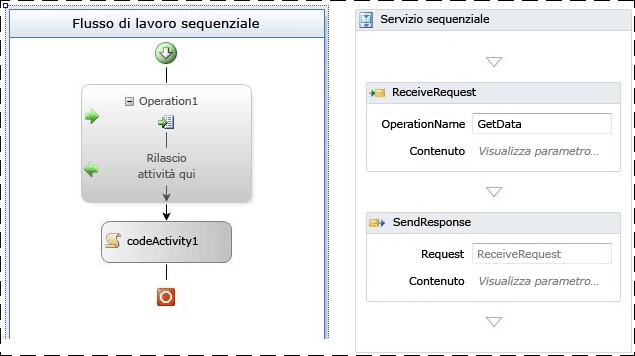 Flusso di lavoro sequenziale
Operation1
Rilascio
attività qui
codeActivity1
Servizio sequenziale
ReceiveRequest
OperationName GetData
Contenuto Visualizza parametro...
SendResponse
Request ReceiveRequest
Contenuto Visualizza parametro...